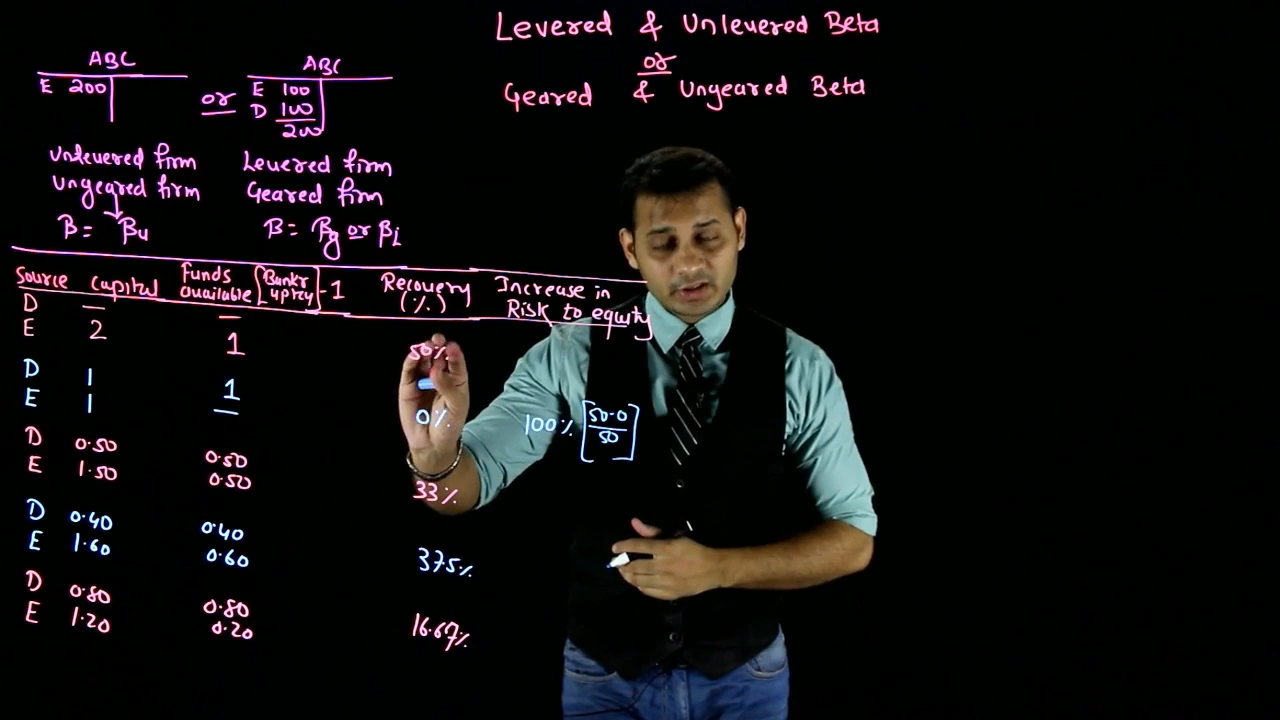 Levered & Unlevered Beta
or
Geared & Ungeared Beta
ABC
E 200
or
ABC
E 100
D 100
200
Unlevered firm
Ungeared firm
β = βu
Levered firm
Geared firm
β = βg or βL
Source Capital Funds available [Bankruptcy] -1 Recovery (%) Increase in Risk to equity
D — —
E 2 1 50%
D 1 1
E 1 — 0% 100% [50-0/50]
D 0.50 0.50
E 1.50 0.50 33%
D 0.40 0.40
E 1.60 0.60 375%
D 0.80 0.80
E 1.20 0.20 16.67%